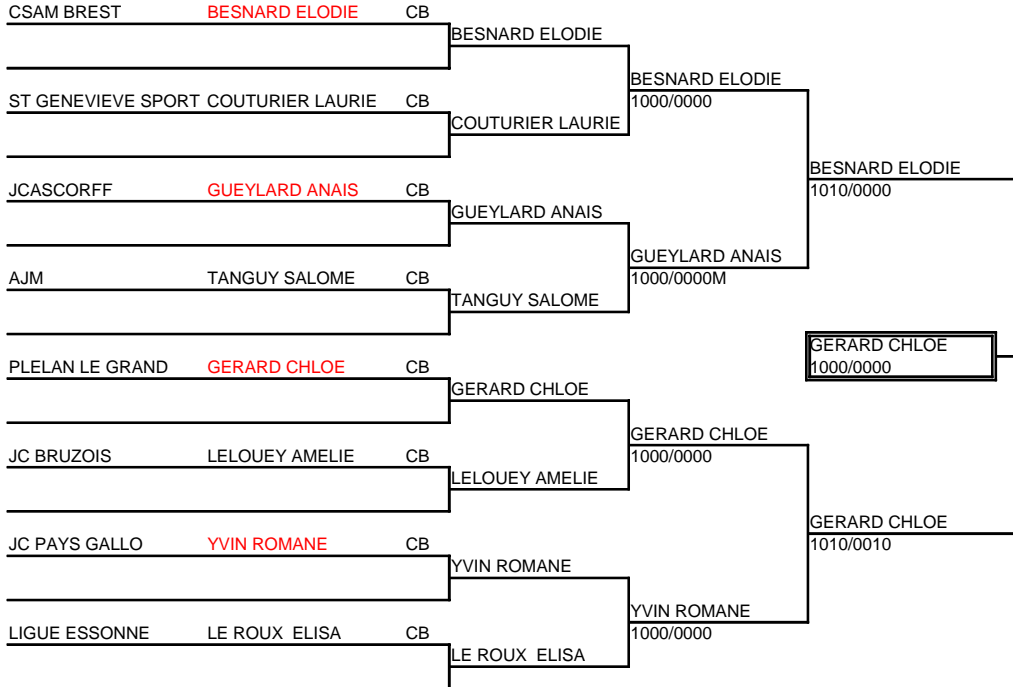 CSAM BREST BESNARD ELODIE CB
BESNARD ELODIE
BESNARD ELODIE
1000/0000
ST GENEVIEVE SPORT COUTURIER LAURIE CB
COUTURIER LAURIE
BESNARD ELODIE
1010/0000
JCASCORFF GUEYLARD ANAIS CB
GUEYLARD ANAIS
GUEYLARD ANAIS
1000/0000M
AJM TANGUY SALOME CB
TANGUY SALOME
GERARD CHLOE
1000/0000
PLELAN LE GRAND GERARD CHLOE CB
GERARD CHLOE
GERARD CHLOE
1000/0000
JC BRUZOIS LELOUEY AMELIE CB
LELOUEY AMELIE
GERARD CHLOE
1010/0010
JC PAYS GALLO YVIN ROMANE CB
YVIN ROMANE
YVIN ROMANE
1000/0000
LIGUE ESSONNE LE ROUX ELISA CB
LE ROUX ELISA